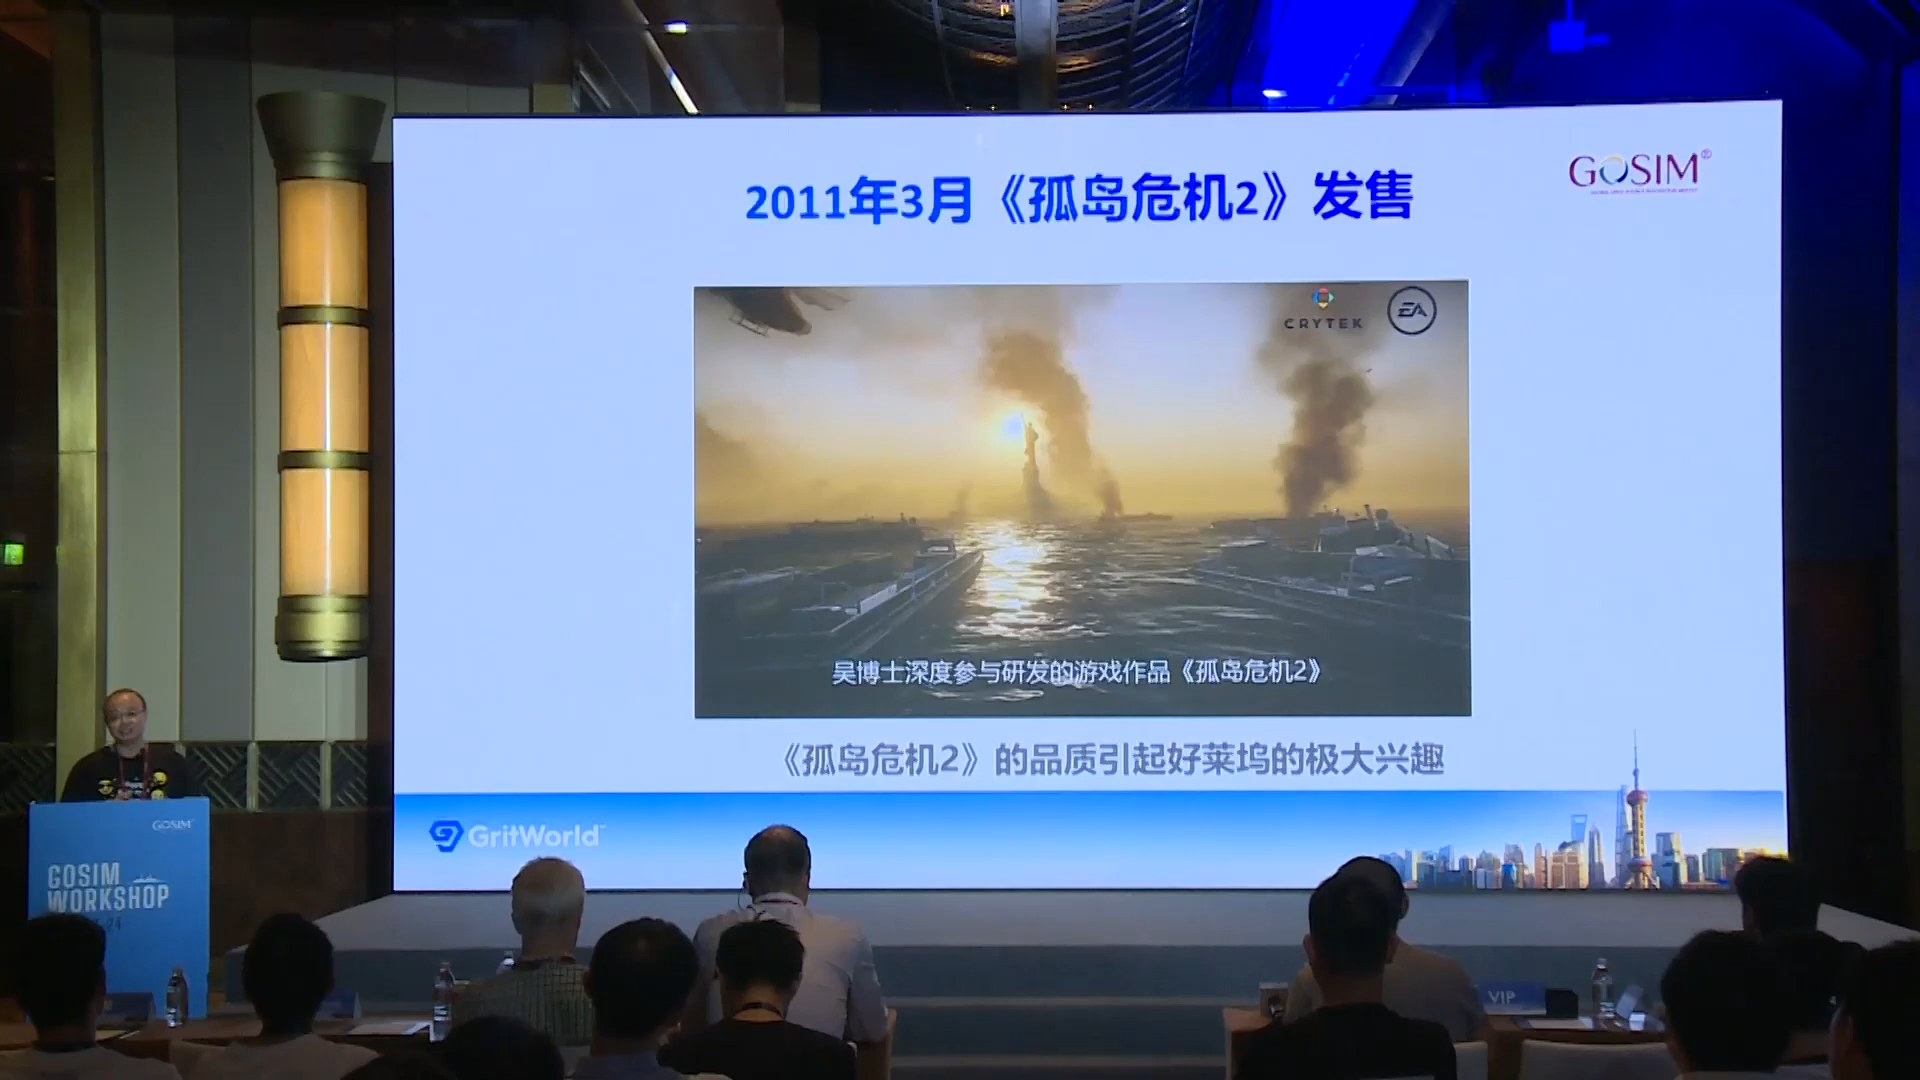 2011年3月《孤岛危机2》发售
GOSIM®
CRYTEK
EA
吴博士深度参与研发的游戏作品《孤岛危机2》
《孤岛危机2》的品质引起好莱坞的极大兴趣
GritWorld
GOSIM
GOSIM
WORKSHOP
VIP